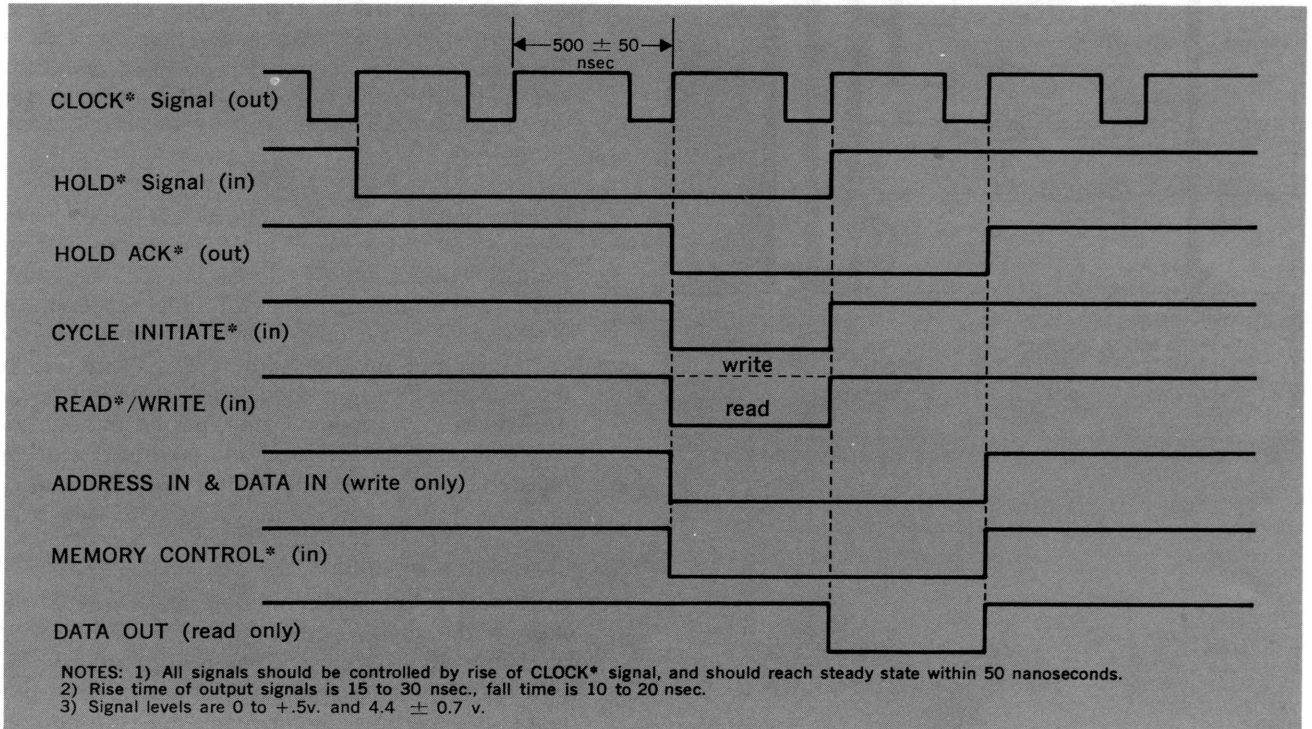 500 ± 50
nsec
CLOCK* Signal (out)
HOLD* Signal (in)
HOLD ACK* (out)
CYCLE INITIATE* (in)
write
READ*/WRITE (in)
read
ADDRESS IN & DATA IN (write only)
MEMORY CONTROL* (in)
DATA OUT (read only)
NOTES: 1) All signals should be controlled by rise of CLOCK* signal, and should reach steady state within 50 nanoseconds.
2) Rise time of output signals is 15 to 30 nsec., fall time is 10 to 20 nsec.
3) Signal levels are 0 to +.5v. and 4.4 ± 0.7 v.